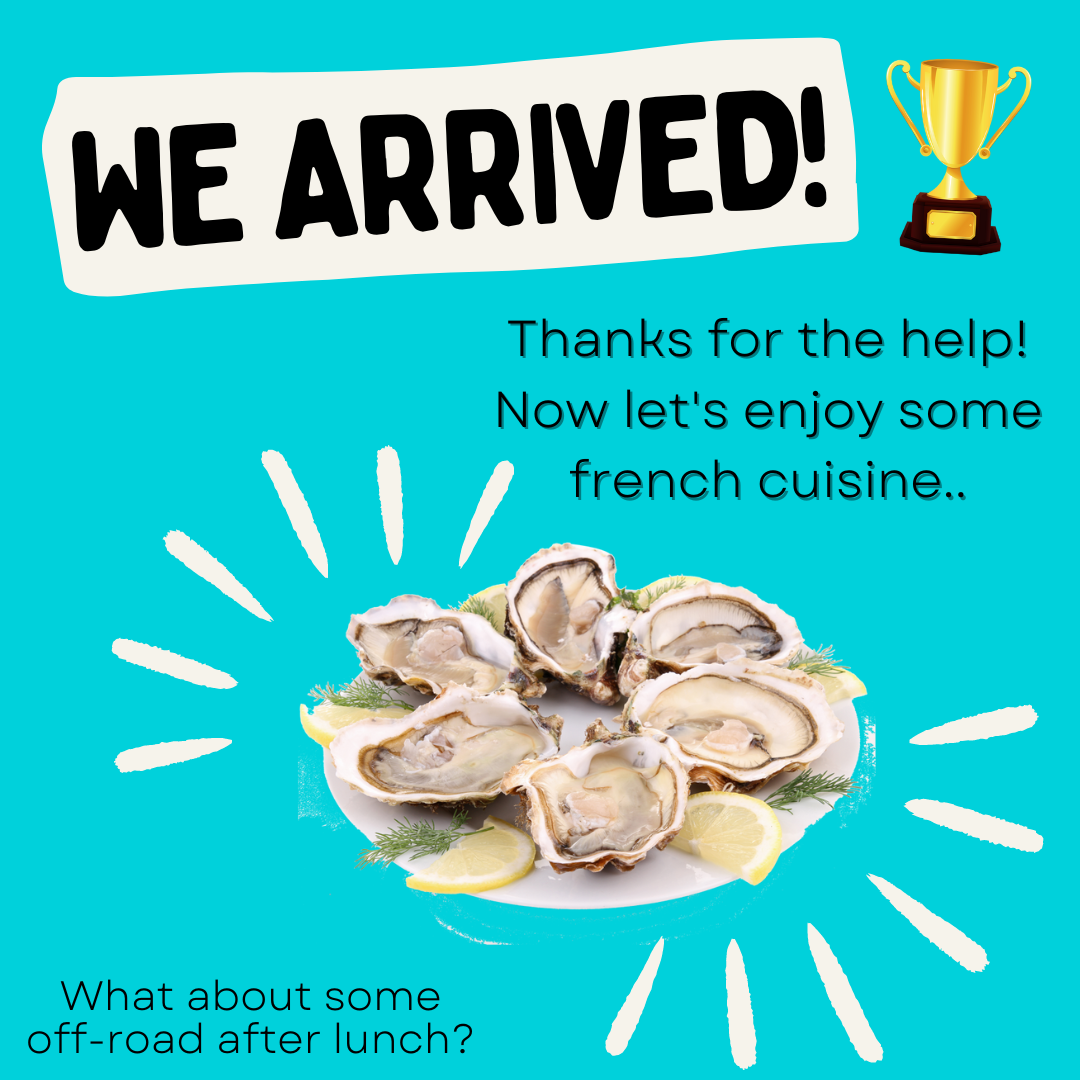 WE ARRIVED!
Thanks for the help!
Now let's enjoy some
french cuisine..
What about some
off-road after lunch?